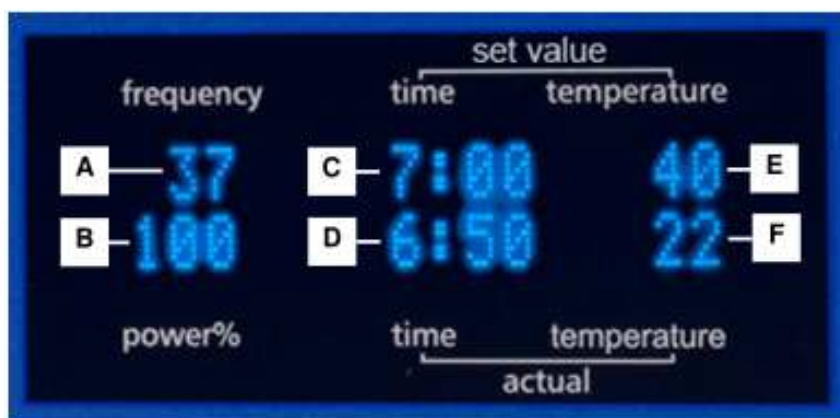 set value
frequency time temperature
A 37 C 7:00 40 E
B 100 D 6:50 22 F
power% time temperature
actual